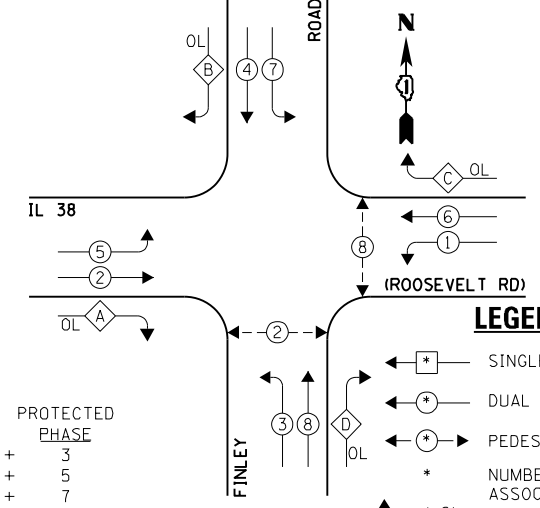 ROAD
N
OL
B
4
7
C
OL
IL 38
6
5
8
1
2
(ROOSEVELT RD)
A
OL
2
LEGE
* SINGL
PROTECTED
PHASE
3
8
D
* DUAL
+ 3
OL
* PEDES
+ 5
FINLEY
* NUMBE
+ 7
ASSOC